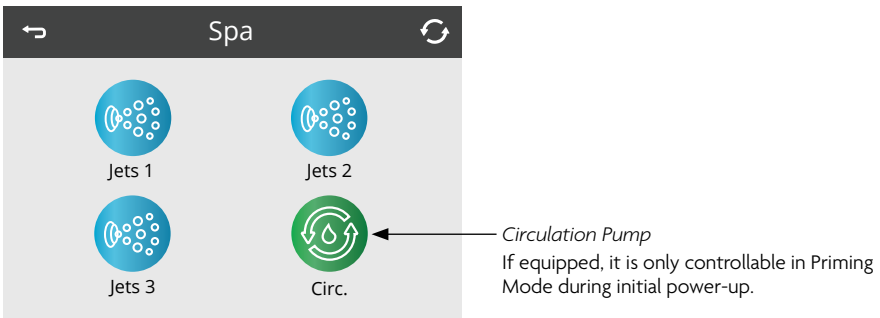 Spa
Jets 1
Jets 2
Jets 3
Circ.
Circulation Pump
If equipped, it is only controllable in Priming
Mode during initial power-up.